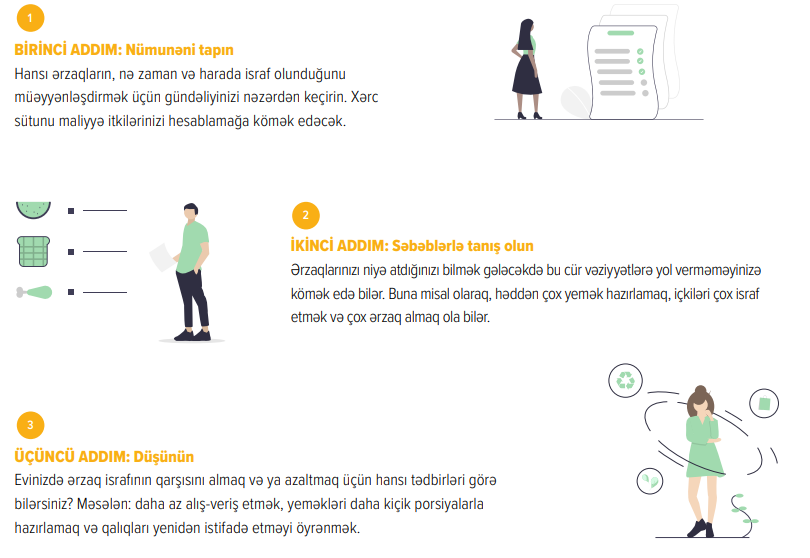 1
BİRİNCİ ADDIM: Nümunəni tapın
Hansı ərzaqların, nə zaman və harada israf olunduğunu
müəyyənləşdirmək üçün gündəliyinizi nəzərdən keçirin. Xərc
sütunu maliyyə itkilərinizi hesablamağa kömək edəcək.
2
İKİNCİ ADDIM: Səbəblərlə tanış olun
Ərzaqlarınızı niyə atdığınızı bilmək gələcəkdə bu cür vəziyyətlərə yol verməməyinizə
kömək edə bilər. Buna misal olaraq, həddən çox yemək hazırlamaq, içkiləri çox israf
etmək və çox ərzaq almaq ola bilər.
3
ÜÇÜNCÜ ADDIM: Düşünün
Evinizdə ərzaq israfının qarşısını almaq və ya azaltmaq üçün hansı tədbirləri görə
bilərsiniz? Məsələn: daha az alış-veriş etmək, yeməkləri daha kiçik porsiyalarla
hazırlamaq və qalıqları yenidən istifadə etməyi öyrənmək.